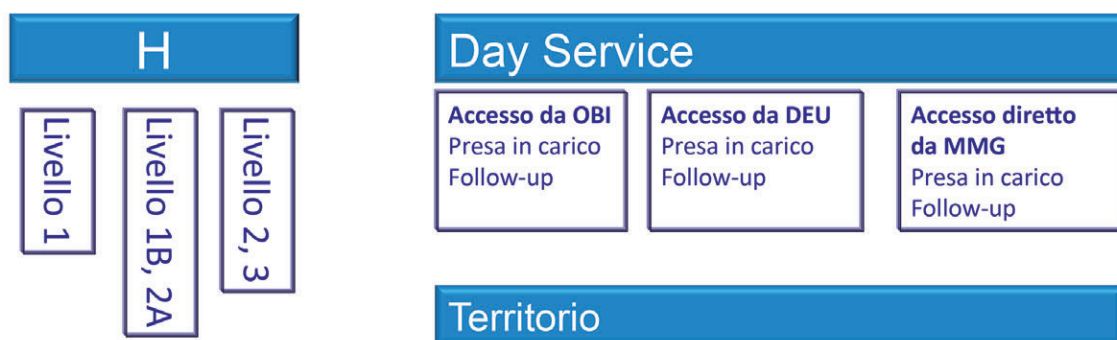 H
Livello 1
Livello 1B, 2A
Livello 2, 3
Day Service
Accesso da OBI
Presa in carico
Follow-up
Accesso da DEU
Presa in carico
Follow-up
Accesso diretto
da MMG
Presa in carico
Follow-up
Territorio